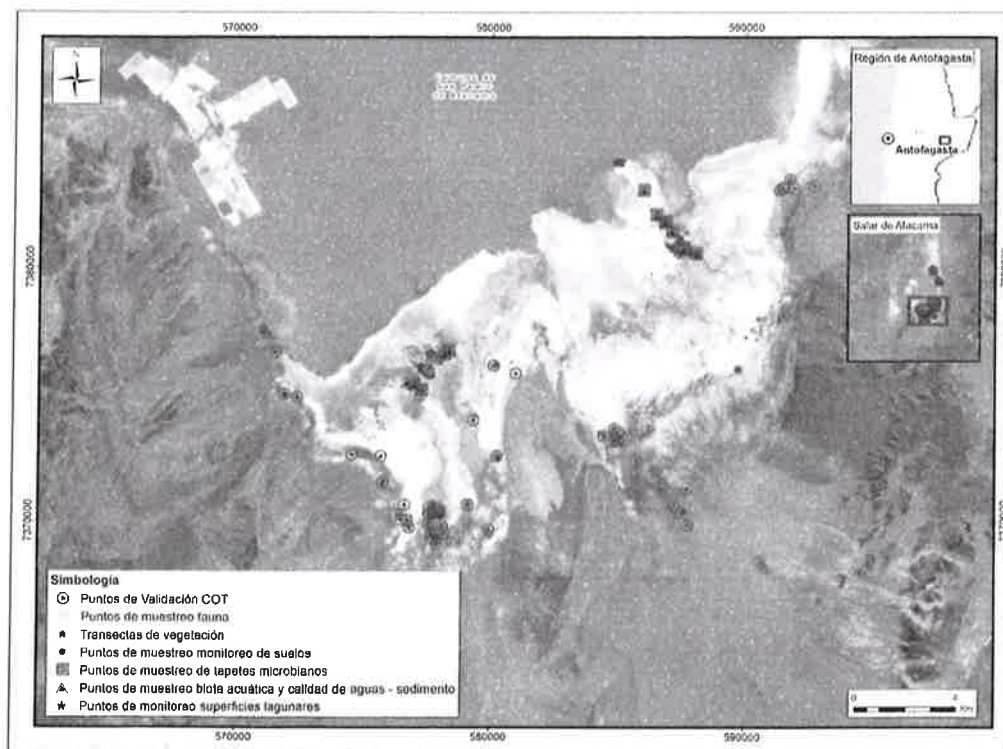 570000 580000 590000
N
Región de Antofagasta
Antofagasta
Salar de Atacama
7380000
7370000 7370000
Simbología
Puntos de Validación COT
Puntos de muestreo fauna
Transectas de vegetación
Puntos de muestreo monitoreo de suelos
Puntos de muestreo de tapetes microbianos
Puntos de muestreo biota acuática y calidad de aguas - sedimento
Puntos de monitoreo superficies lagunares
0 4
Km
570000 580000 590000